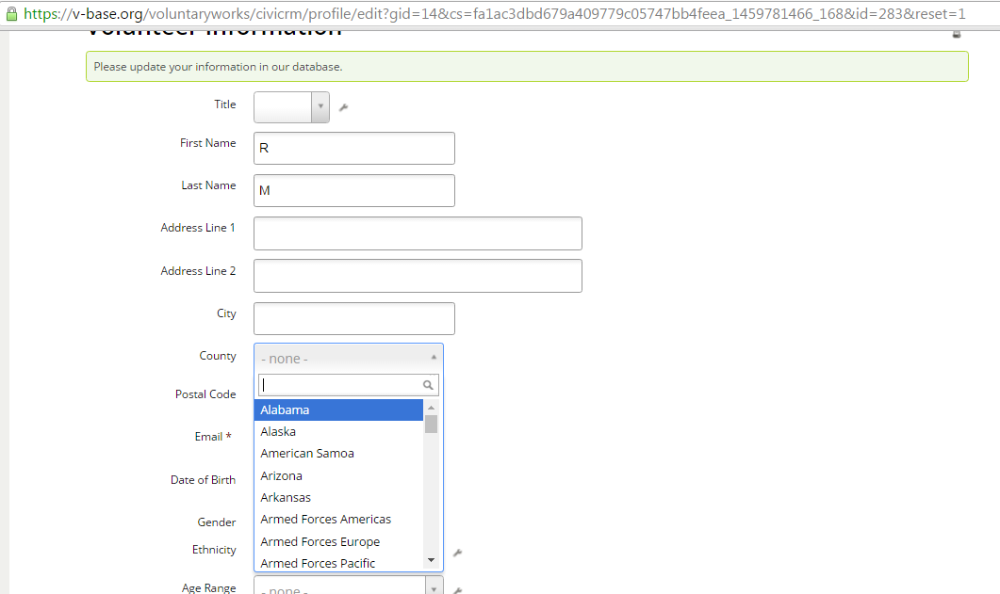 https://v-base.org/voluntaryworks/civicrm/profile/edit?gid=14&cs=fa1ac3dbd679a409779c05747bb4feea_1459781466_168&id=283&reset=1
Volunteer Information
Please update your information in our database.
Title
First Name R
Last Name M
Address Line 1
Address Line 2
City
County - none -
Postal Code
Alabama
Alaska
Email *
American Samoa
Arizona
Date of Birth
Arkansas
Armed Forces Americas
Gender
Armed Forces Europe
Ethnicity
Armed Forces Pacific
Age Range - none -